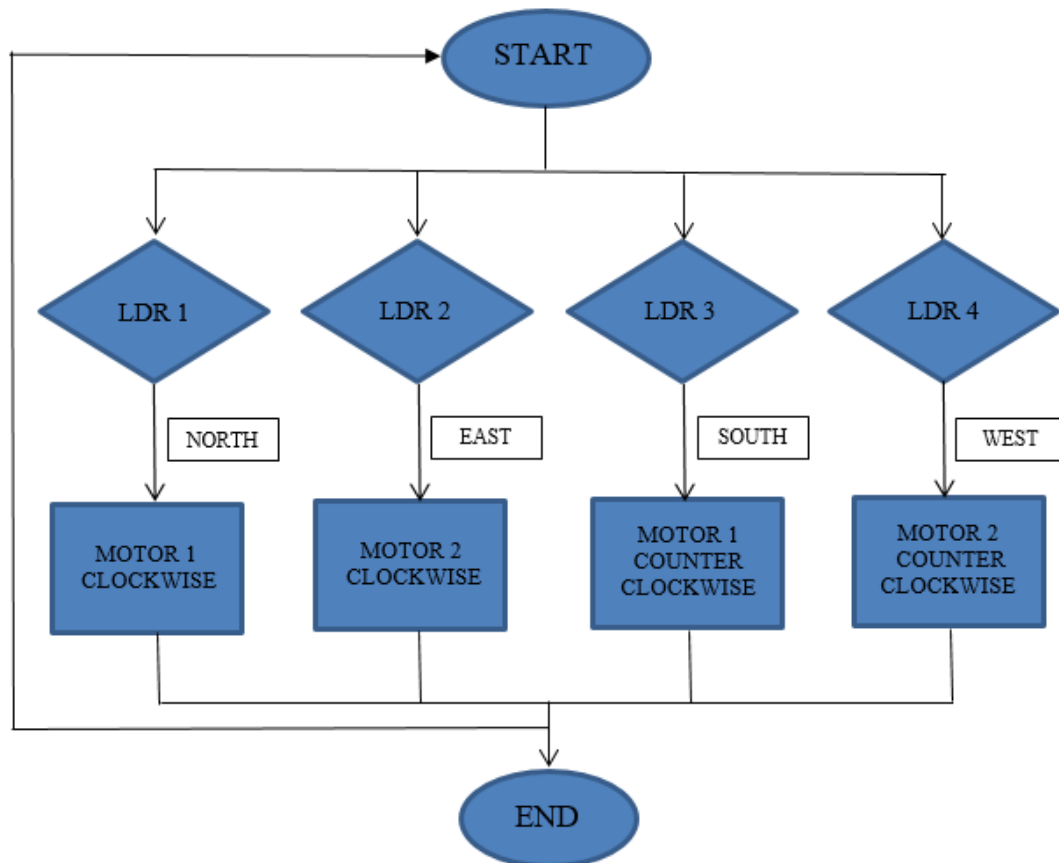 START
LDR 1
LDR 2
LDR 3
LDR 4
NORTH
EAST
SOUTH
WEST
MOTOR 1
CLOCKWISE
MOTOR 2
CLOCKWISE
MOTOR 1
COUNTER
CLOCKWISE
MOTOR 2
COUNTER
CLOCKWISE
END